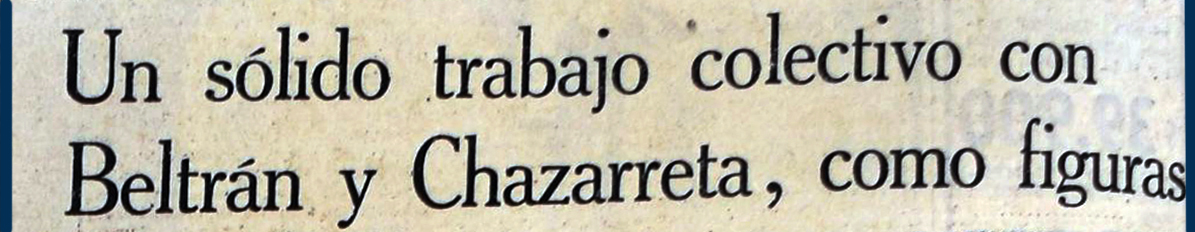 Un sólido trabajo colectivo con
Beltrán y Chazarreta, como figuras